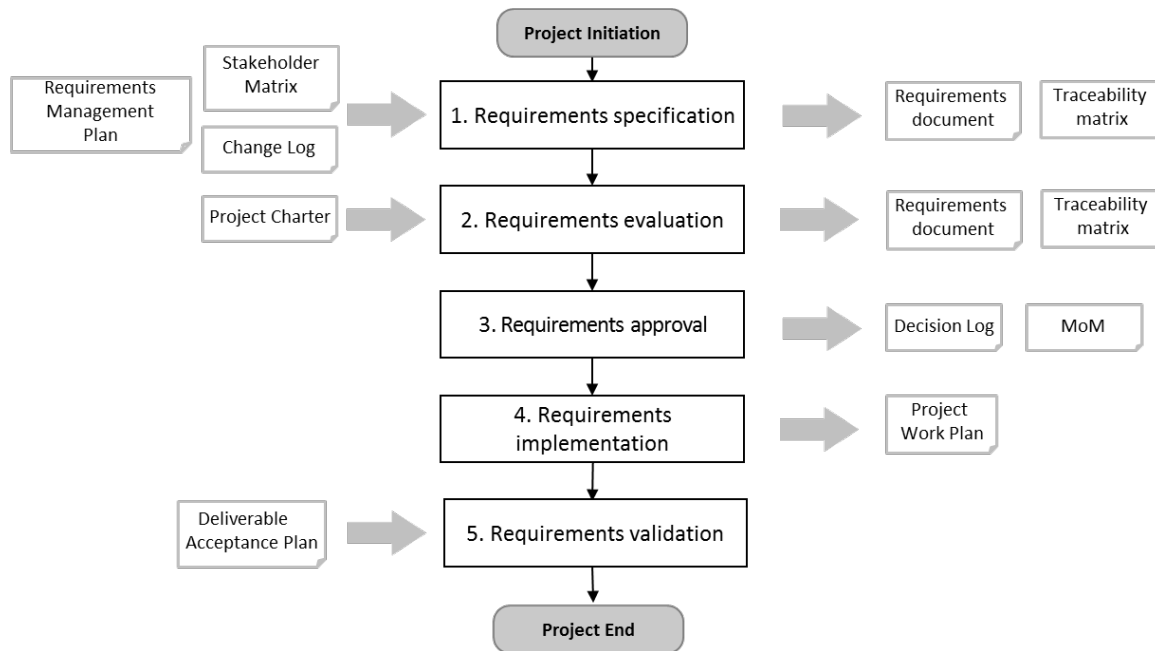 Project Initiation
Requirements
Management
Plan
Stakeholder
Matrix
Change Log
1. Requirements specification
Requirements
document
Traceability
matrix
Project Charter
2. Requirements evaluation
Requirements
document
Traceability
matrix
3. Requirements approval
Decision Log
MoM
4. Requirements
implementation
Project
Work Plan
Deliverable
Acceptance Plan
5. Requirements validation
Project End